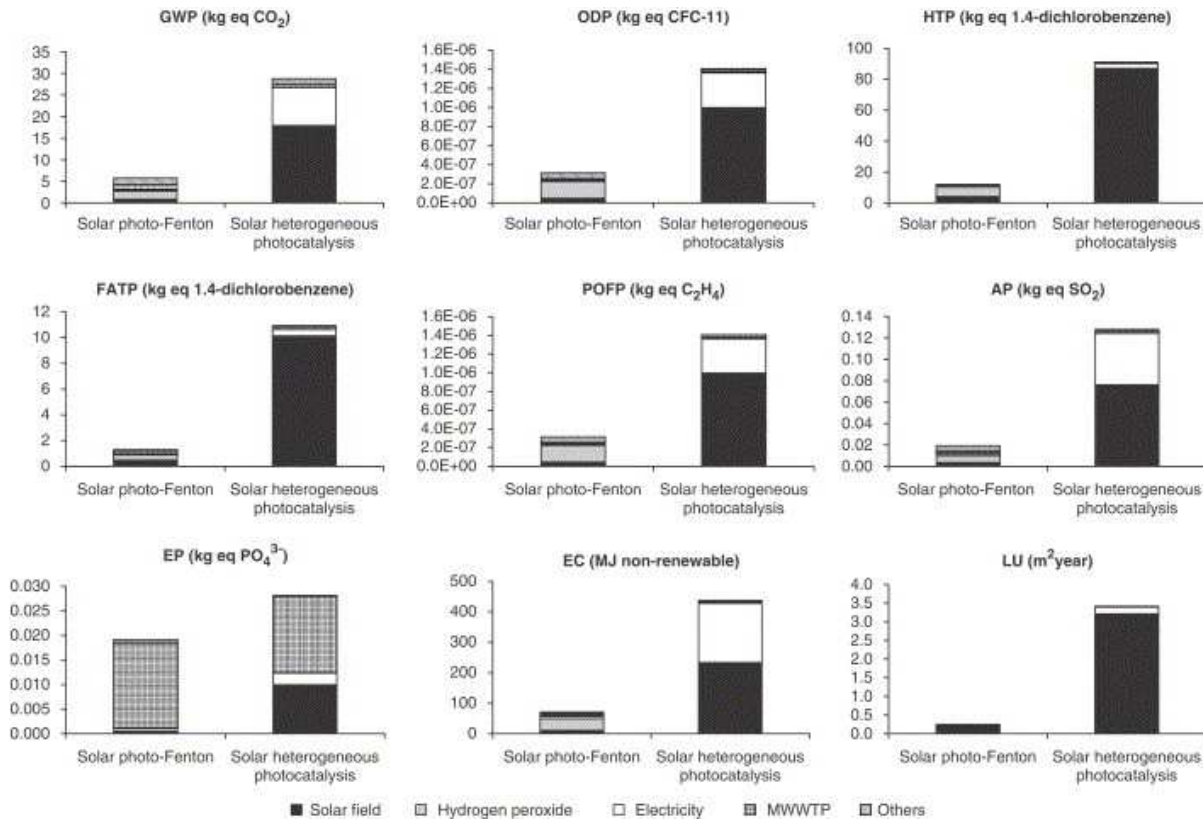 GWP (kg eq CO2)
35
30
25
20
15
10
5
0
Solar photo-Fenton
Solar heterogeneous
photocatalysis
ODP (kg eq CFC-11)
1.6E-06
1.4E-06
1.2E-06
1.0E-06
8.0E-07
6.0E-07
4.0E-07
2.0E-07
0.0E+00
Solar photo-Fenton
Solar heterogeneous
photocatalysis
HTP (kg eq 1.4-dichlorobenzene)
100
80
60
40
20
0
Solar photo-Fenton
Solar heterogeneous
photocatalysis
FATP (kg eq 1.4-dichlorobenzene)
12
10
8
6
4
2
0
Solar photo-Fenton
Solar heterogeneous
photocatalysis
POFP (kg eq C2H4)
1.6E-06
1.4E-06
1.2E-06
1.0E-06
8.0E-07
6.0E-07
4.0E-07
2.0E-07
0.0E+00
Solar photo-Fenton
Solar heterogeneous
photocatalysis
AP (kg eq SO2)
0.14
0.12
0.10
0.08
0.06
0.04
0.02
0.00
Solar photo-Fenton
Solar heterogeneous
photocatalysis
EP (kg eq PO4 3-)
0.030
0.025
0.020
0.015
0.010
0.005
0.000
Solar photo-Fenton
Solar heterogeneous
photocatalysis
EC (MJ non-renewable)
500
400
300
200
100
0
Solar photo-Fenton
Solar heterogeneous
photocatalysis
LU (m²year)
4.0
3.5
3.0
2.5
2.0
1.5
1.0
0.5
0.0
Solar photo-Fenton
Solar heterogeneous
photocatalysis
Solar field Hydrogen peroxide Electricity MWWTP Others